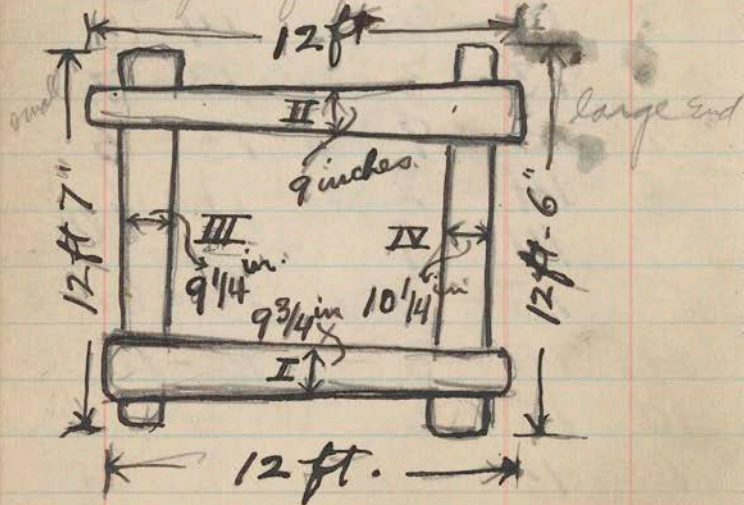 12 ft
small
large End
II
9 inches.
12 ft 7"
12 ft-6"
III
IV
9 1/4 in.
10 1/4 in
9 3/4 in
I
12 ft.